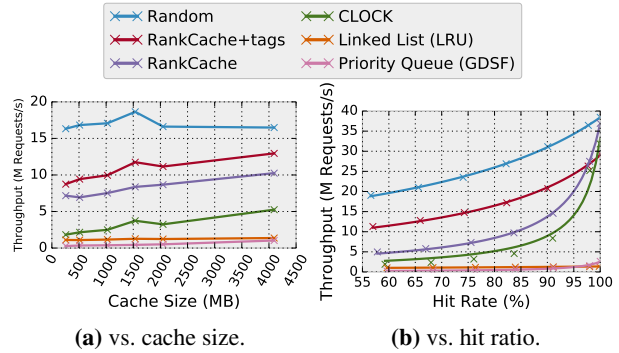 Random
RankCache+tags
RankCache
CLOCK
Linked List (LRU)
Priority Queue (GDSF)
Throughput (M Requests/s)
20
15
10
5
0
0
500
1000
1500
2000
2500
3000
3500
4000
4500
Cache Size (MB)
Throughput (M Requests/s)
40
35
30
25
20
15
10
5
0
55
60
65
70
75
80
85
90
95
100
Hit Rate (%)
(a) vs. cache size.
(b) vs. hit ratio.